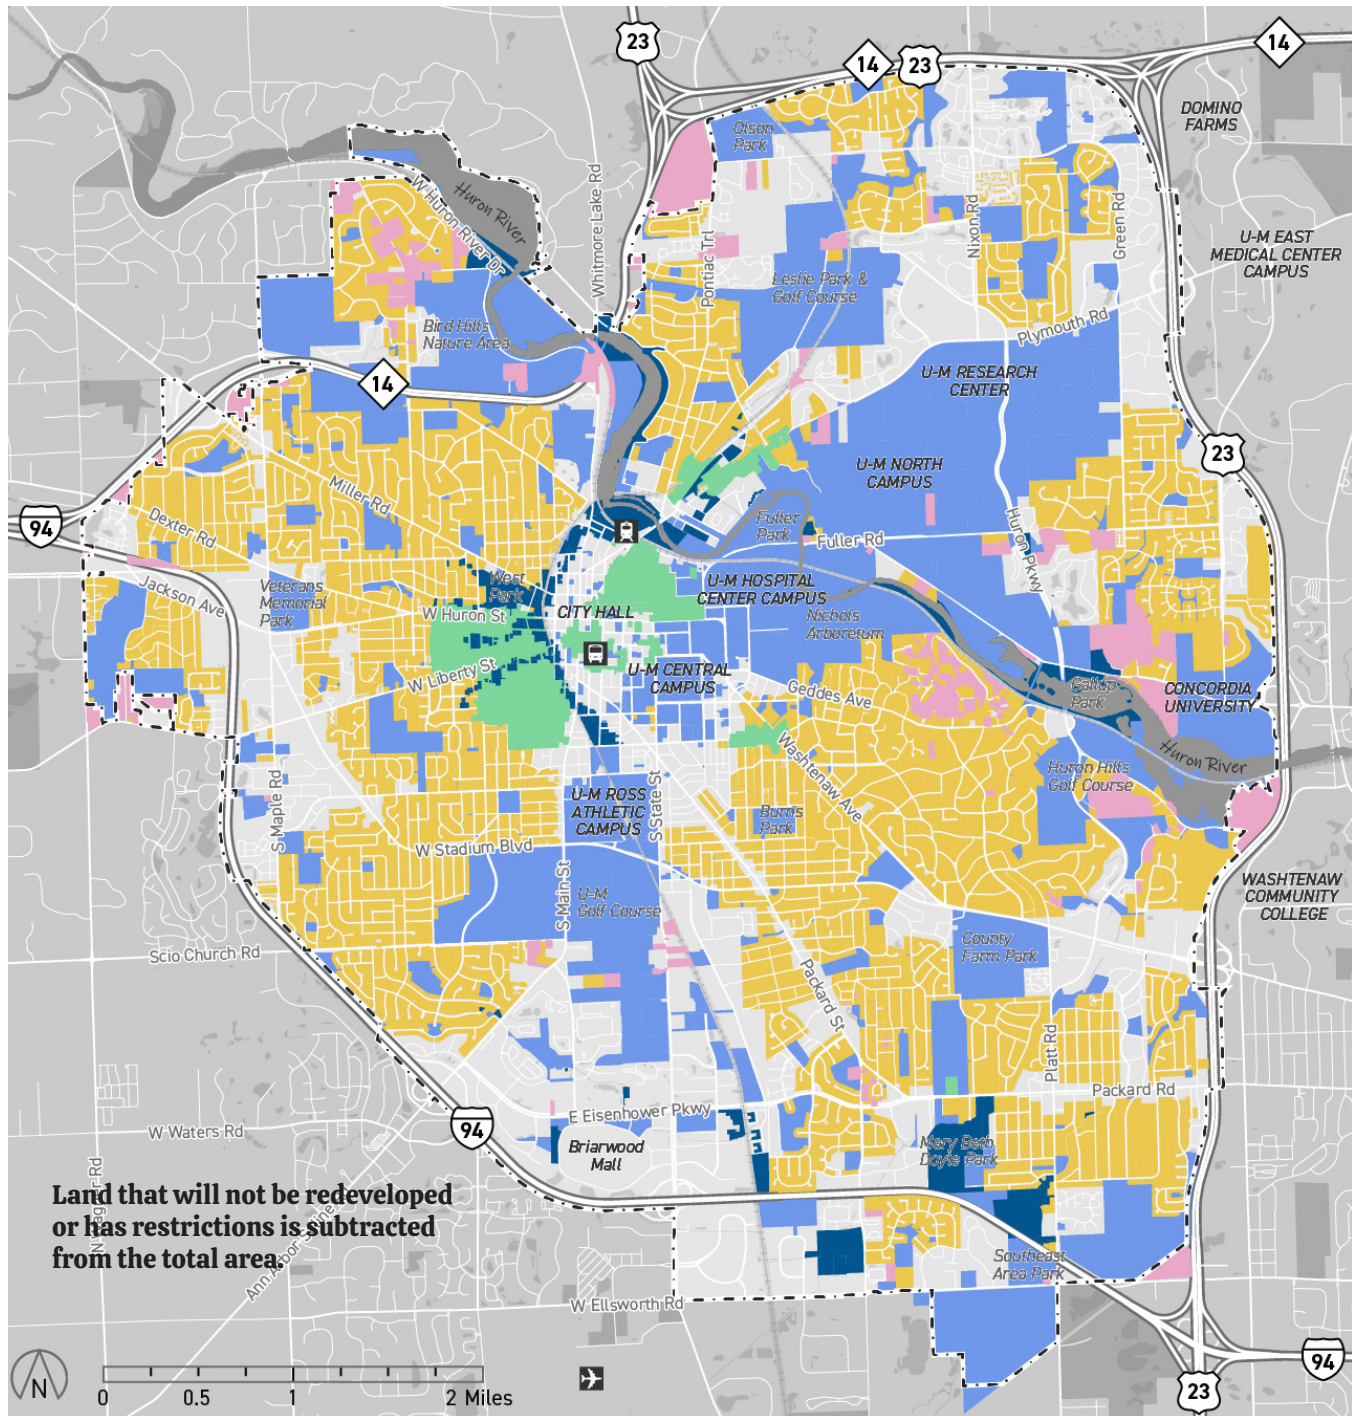 23
14
23
14
DOMINO
FARMS
Olson
Park
W Huron River Dr
Huron River
Whitmore Lake Rd
Pontiac Trl
Nixon Rd
Green Rd
U-M EAST
MEDICAL CENTER
CAMPUS
Leslie Park &
Golf Course
Bird Hills
Nature Area
Plymouth Rd
14
U-M RESEARCH
CENTER
23
U-M NORTH
CAMPUS
Miller Rd
94
Dexter Rd
Fuller
Park
Fuller Rd
Huron Pkwy
Jackson Ave
Veterans
Memorial
Park
West
Park
W Huron St
CITY HALL
U-M HOSPITAL
CENTER CAMPUS
Nichols
Arboretum
W Liberty St
U-M CENTRAL
CAMPUS
Geddes Ave
Gallup
Park
CONCORDIA
UNIVERSITY
Huron River
Washtenaw Ave
Huron Hills
Golf Course
S Maple Rd
U-M ROSS
ATHLETIC
CAMPUS
S State St
Burns
Park
W Stadium Blvd
S Main St
U-M
Golf Course
WASHTENAW
COMMUNITY
COLLEGE
Scio Church Rd
County
Farm Park
Packard St
Platt Rd
Packard Rd
94
E Eisenhower Pkwy
W Waters Rd
Briarwood
Mall
Mary Beth
Doyle Park
Land that will not be redeveloped
or has restrictions is subtracted
from the total area.
Southeast
Area Park
W Ellsworth Rd
N
0 0.5 1 2 Miles
94
23